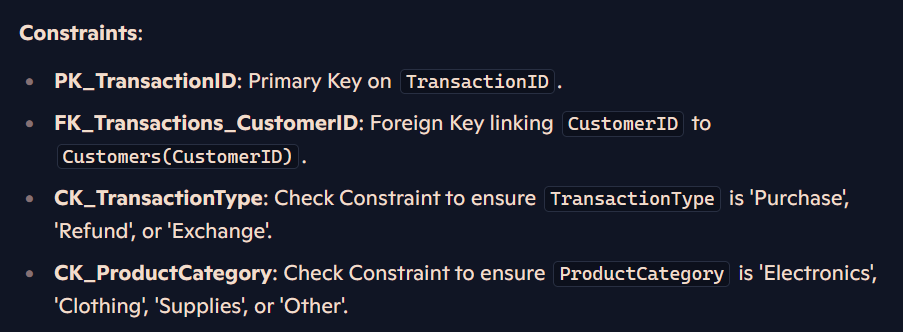 Constraints:
PK_TransactionID: Primary Key on TransactionID.
FK_Transactions_CustomerID: Foreign Key linking CustomerID to
Customers(CustomerID).
CK_TransactionType: Check Constraint to ensure TransactionType is 'Purchase',
'Refund', or 'Exchange'.
CK_ProductCategory: Check Constraint to ensure ProductCategory is 'Electronics',
'Clothing', 'Supplies', or 'Other'.